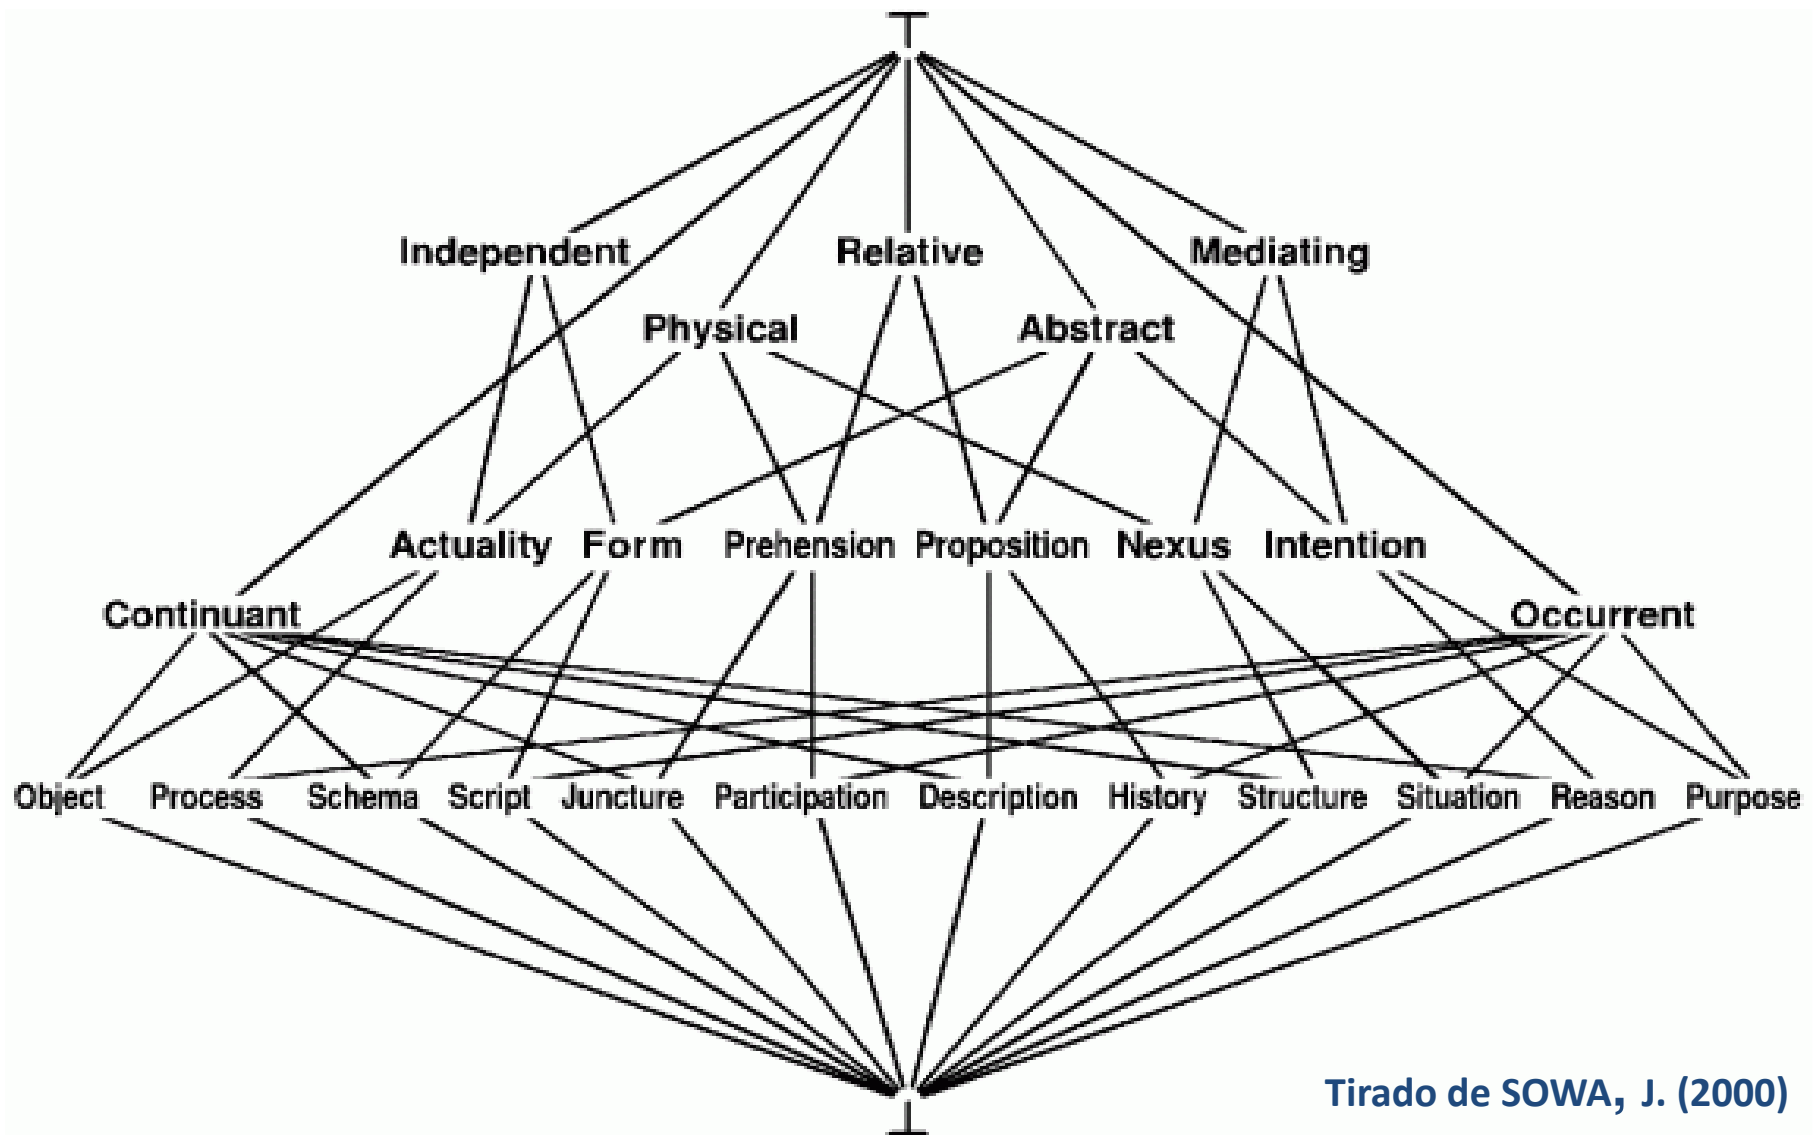 ⊤
Independent Relative Mediating
Physical Abstract
Actuality Form Prehension Proposition Nexus Intention
Continuant Occurrent
Object Process Schema Script Juncture Participation Description History Structure Situation Reason Purpose
⊥
Tirado de SOWA, J. (2000)